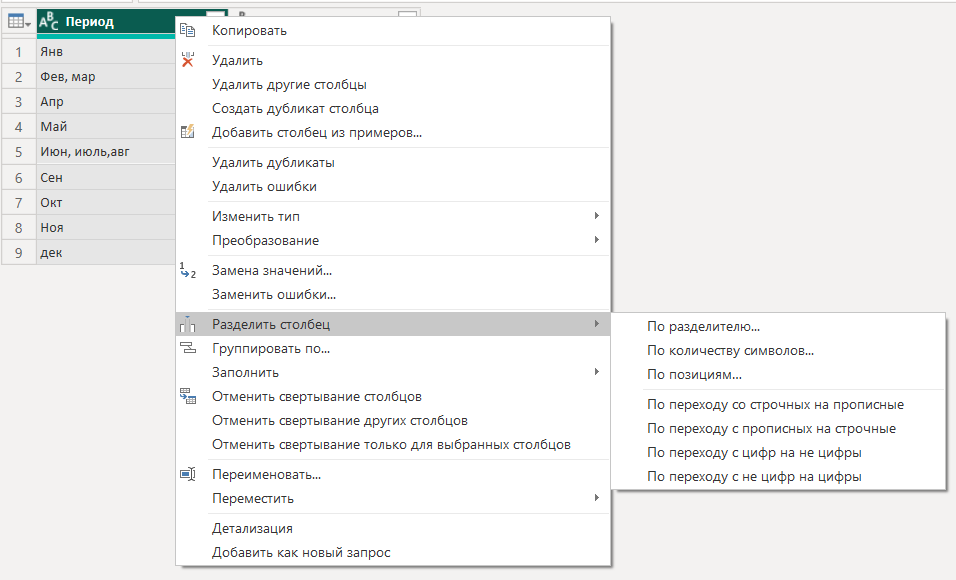 ABC Период
1 Янв
2 Фев, мар
3 Апр
4 Май
5 Июн, июль,авг
6 Сен
7 Окт
8 Ноя
9 дек
Копировать
Удалить
Удалить другие столбцы
Создать дубликат столбца
Добавить столбец из примеров...
Удалить дубликаты
Удалить ошибки
Изменить тип
Преобразование
1 2 Замена значений...
Заменить ошибки...
Разделить столбец
Группировать по...
Заполнить
Отменить свертывание столбцов
Отменить свертывание других столбцов
Отменить свертывание только для выбранных столбцов
Переименовать...
Переместить
Детализация
Добавить как новый запрос
По разделителю...
По количеству символов...
По позициям...
По переходу со строчных на прописные
По переходу с прописных на строчные
По переходу с цифр на не цифры
По переходу с не цифр на цифры